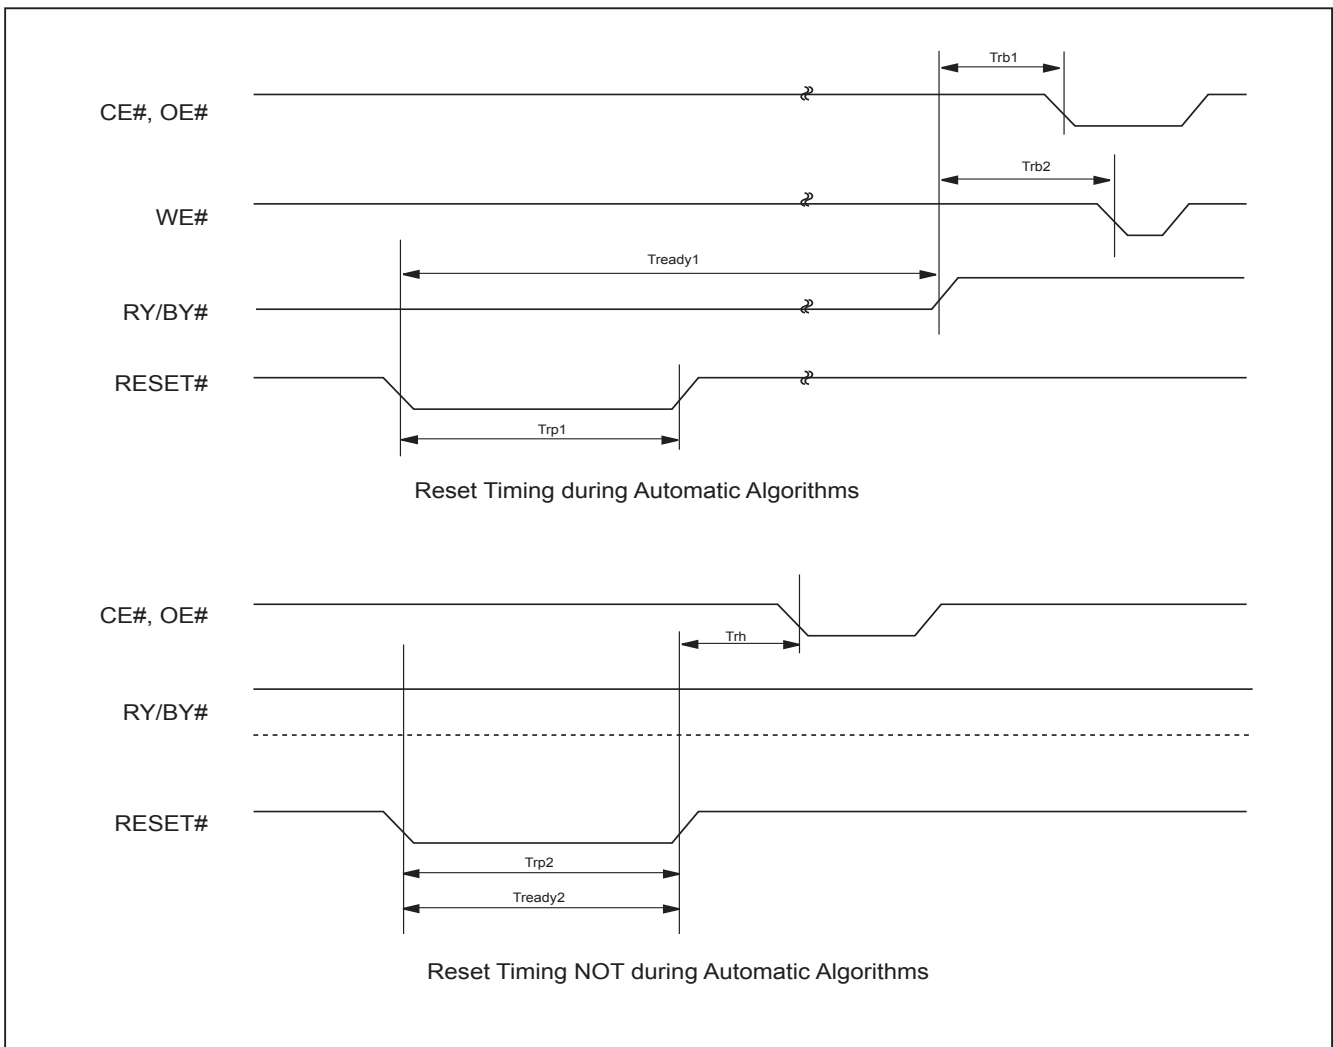 Trb1
CE#, OE#
Trb2
WE#
Tready1
RY/BY#
RESET#
Trp1
Reset Timing during Automatic Algorithms
CE#, OE#
Trh
RY/BY#
RESET#
Trp2
Tready2
Reset Timing NOT during Automatic Algorithms